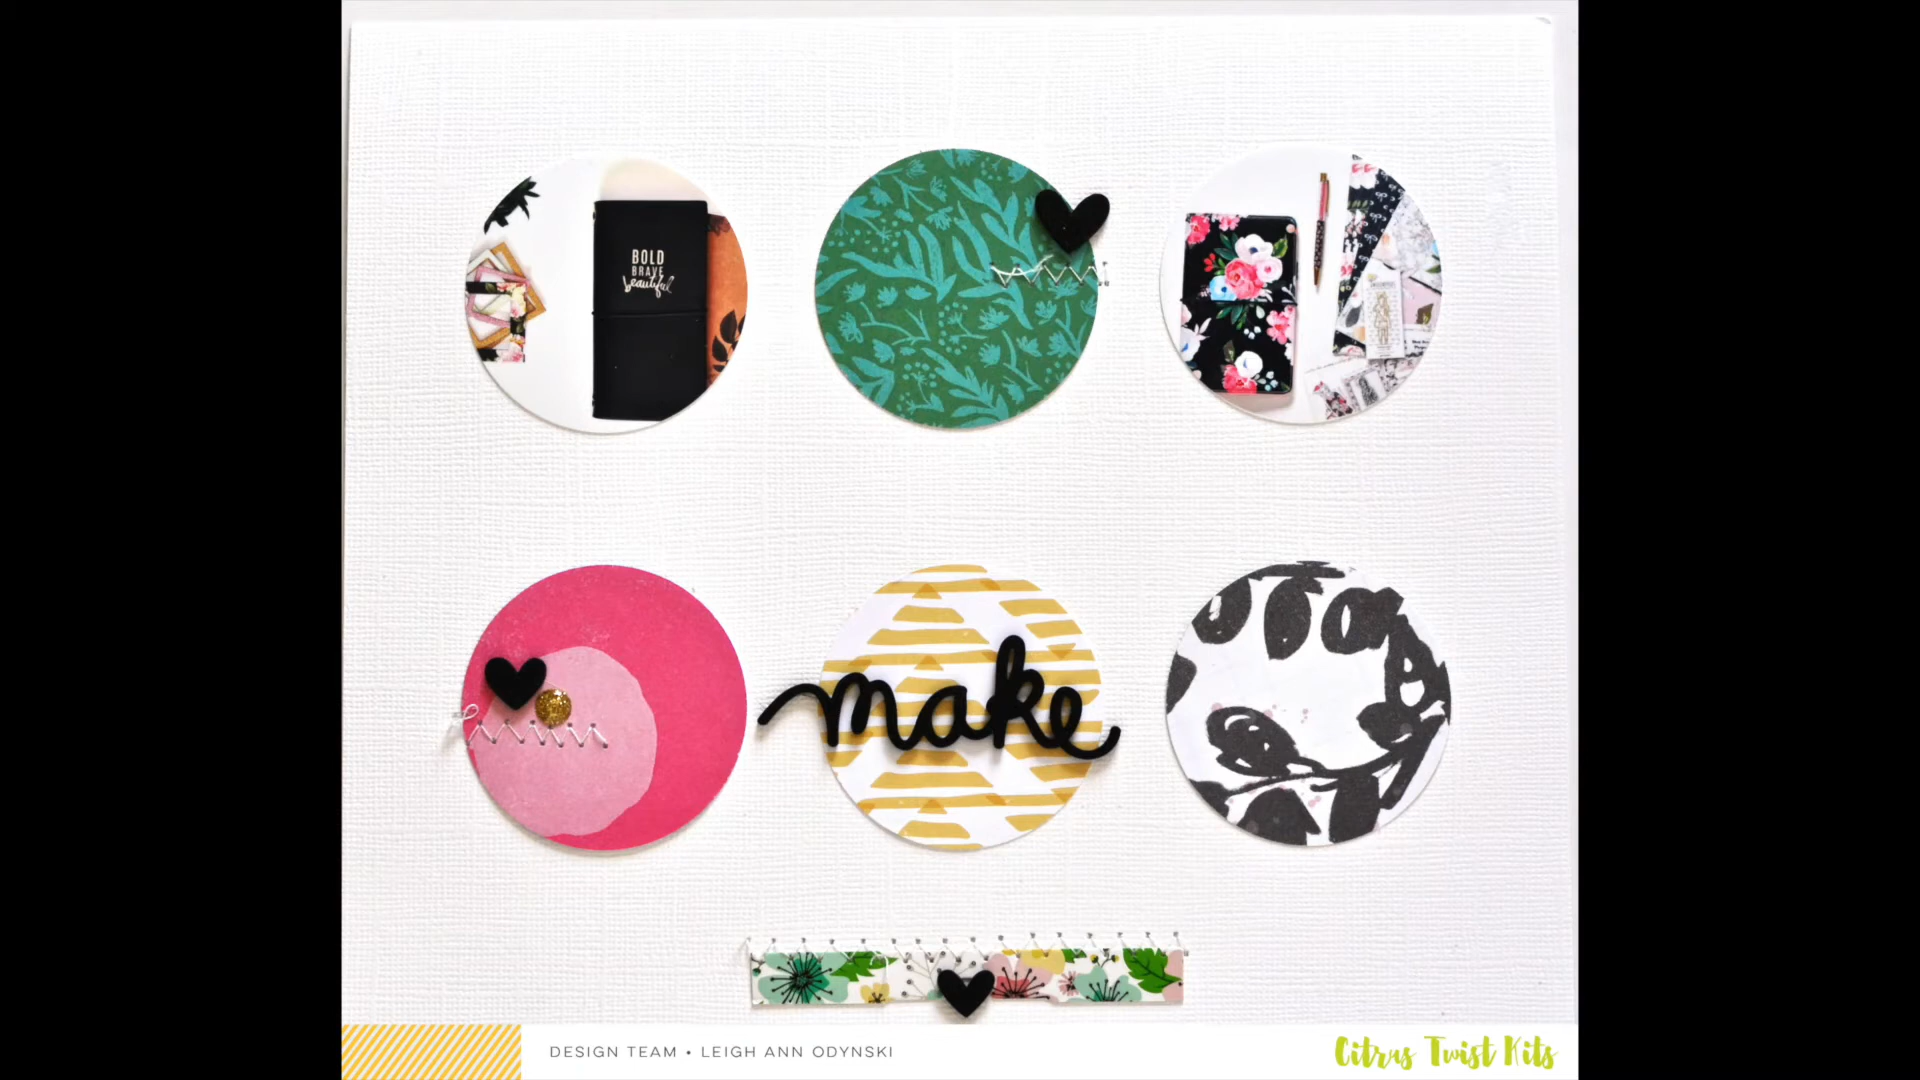 BOLD
BRAVE
beautiful
make
DESIGN TEAM • LEIGH ANN ODYNSKI
Citrus Twist Kits